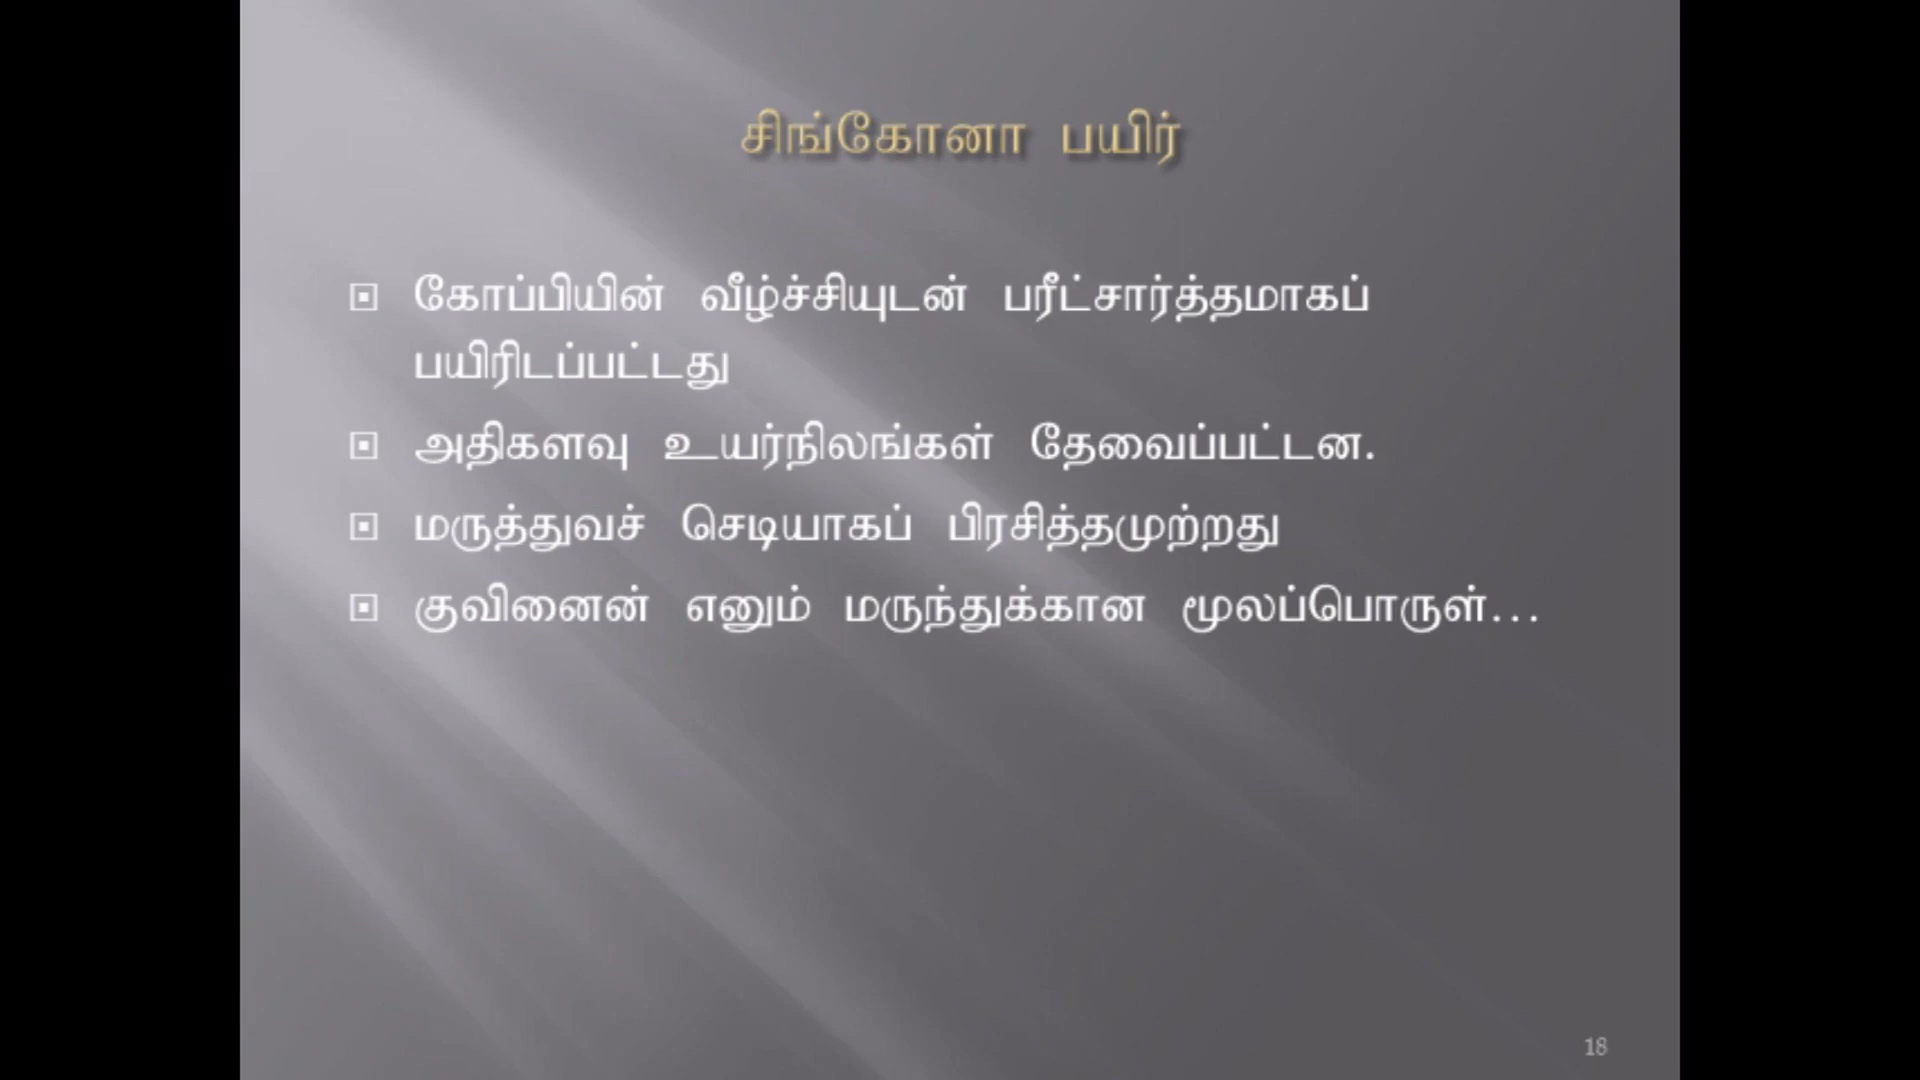 சிங்கோனா பயிர்
கோப்பியின் வீழ்ச்சியுடன் பரீட்சார்த்தமாகப்
பயிரிடப்பட்டது
அதிகளவு உயர்நிலங்கள் தேவைப்பட்டன.
மருத்துவச் செடியாகப் பிரசித்தமுற்றது
குவினைன் எனும் மருந்துக்கான மூலப்பொருள்...
18